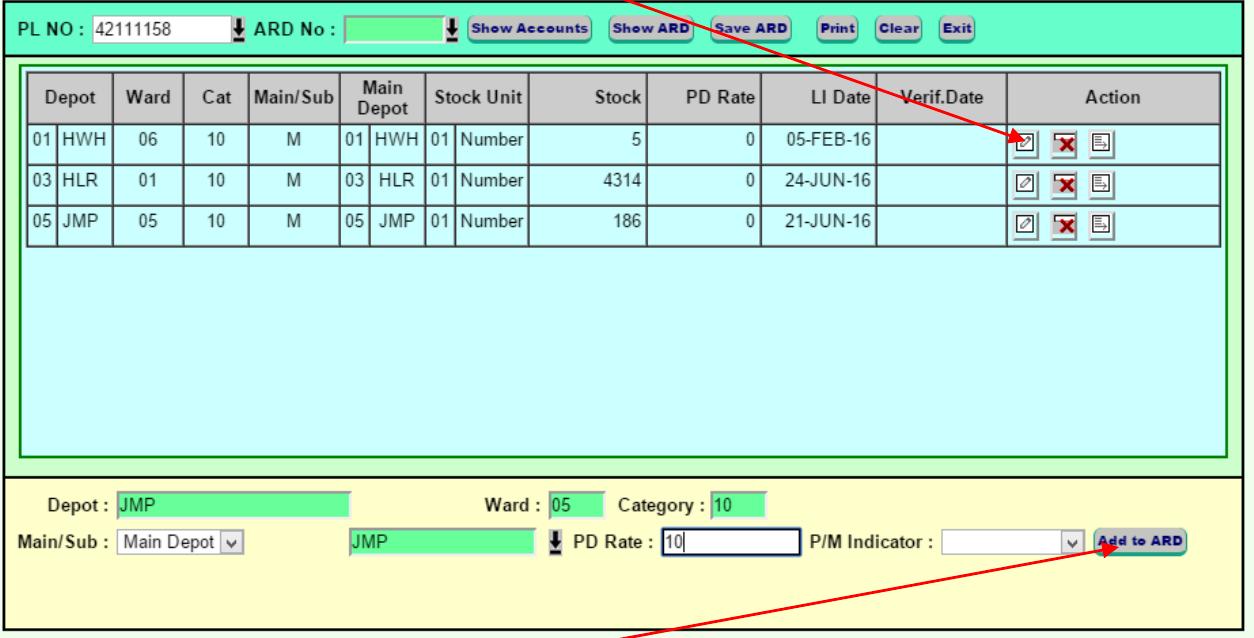 PL NO : 42111158 ARD No : Show Accounts Show ARD Save ARD Print Clear Exit
Depot Ward Cat Main/Sub Main Depot Stock Unit Stock PD Rate LI Date Verif.Date Action
01 HWH 06 10 M 01 HWH 01 Number 5 0 05-FEB-16
03 HLR 01 10 M 03 HLR 01 Number 4314 0 24-JUN-16
05 JMP 05 10 M 05 JMP 01 Number 186 0 21-JUN-16
Depot : JMP Ward : 05 Category : 10
Main/Sub : Main Depot JMP PD Rate : 10 P/M Indicator : Add to ARD